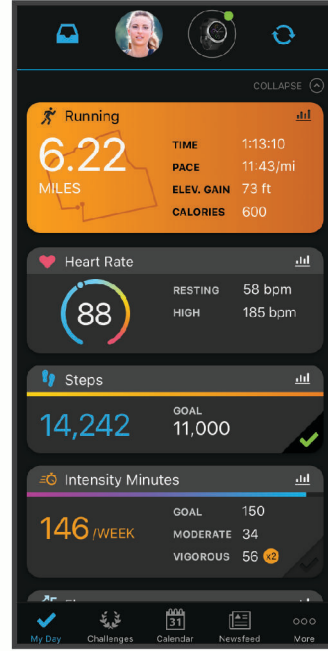 COLLAPSE
Running
6.22
MILES
TIME 1:13:10
PACE 11:43/mi
ELEV. GAIN 73 ft
CALORIES 600
Heart Rate
88
RESTING 58 bpm
HIGH 185 bpm
Steps
14,242
GOAL
11,000
Intensity Minutes
146 /WEEK
GOAL 150
MODERATE 34
VIGOROUS 56 x2
31
My Day Challenges Calendar Newsfeed More